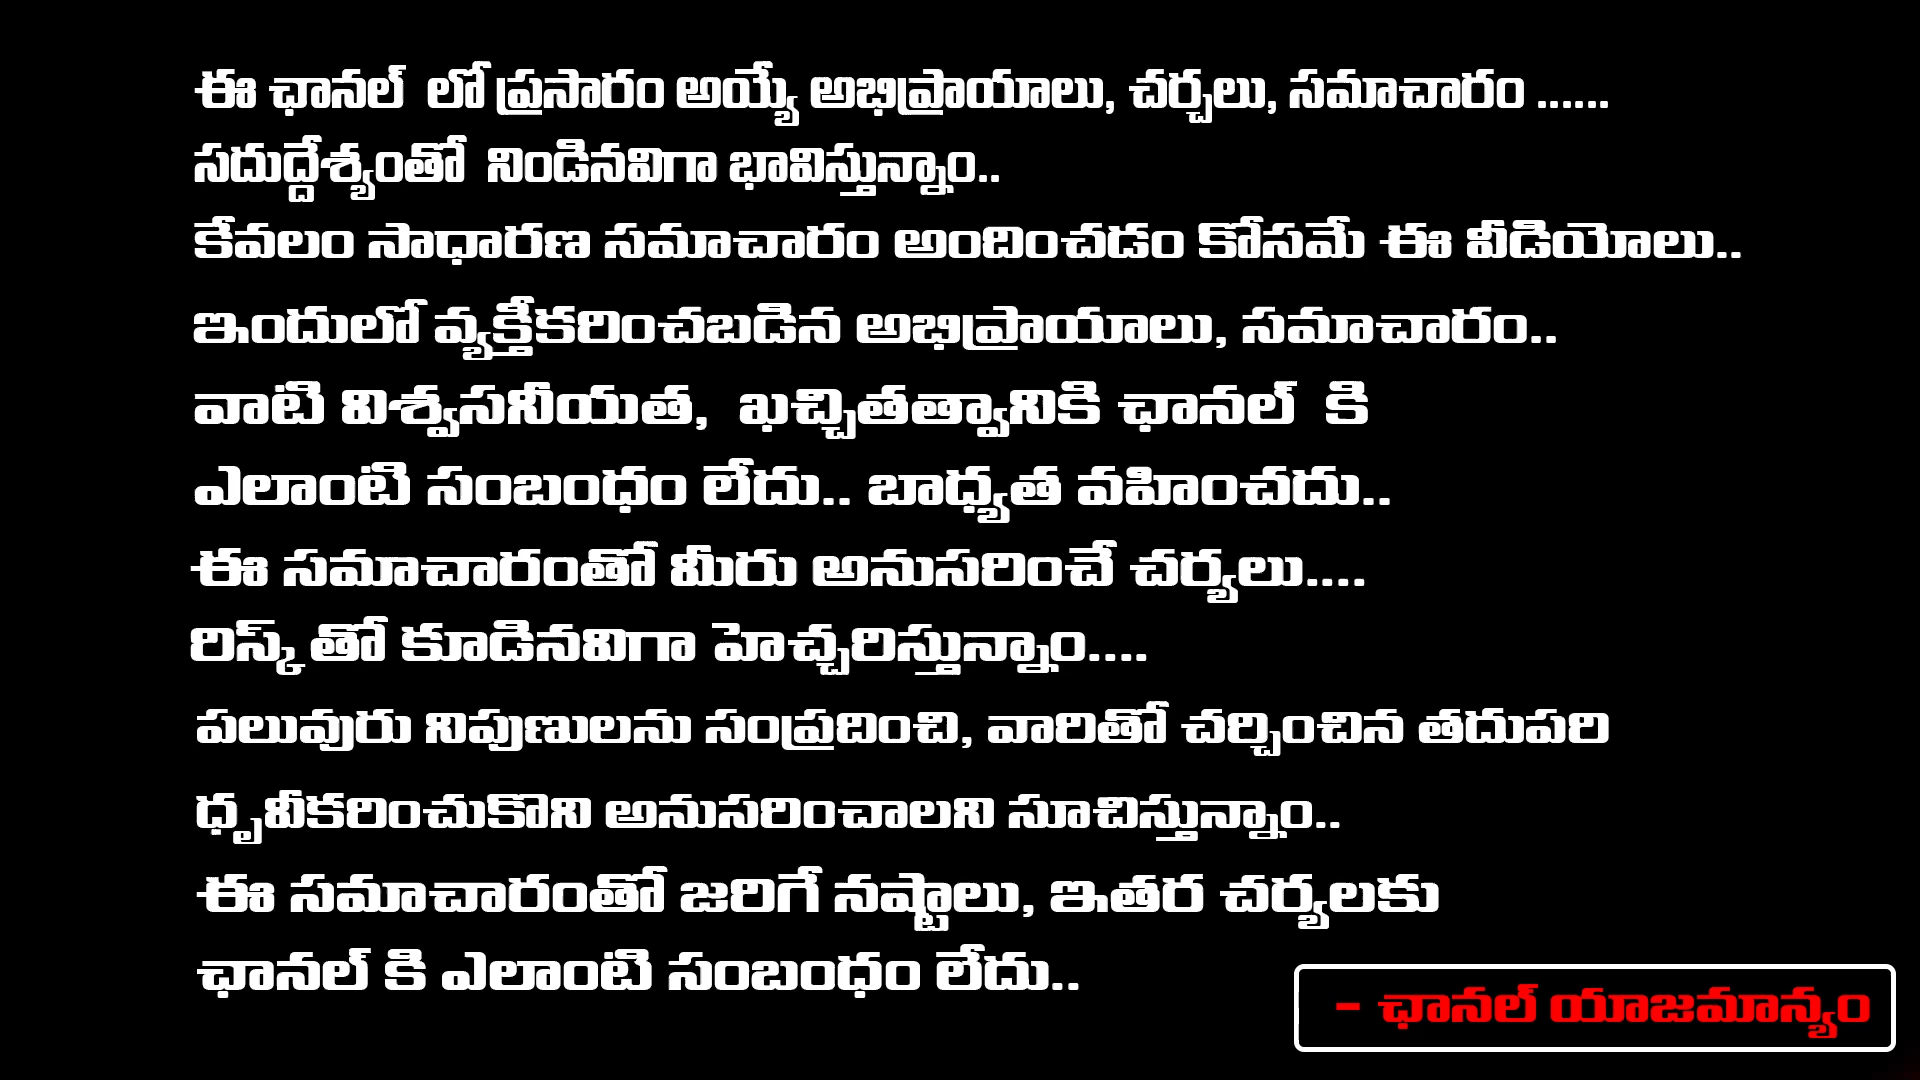 ఈ ఛానల్ లో ప్రసారం అయ్యే అభిప్రాయాలు, చర్చలు, సమాచారం ......
సదుద్దేశ్యంతో నిండినవిగా భావిస్తున్నాం..
కేవలం సాధారణ సమాచారం అందించడం కోసమే ఈ వీడియోలు..
ఇందులో వ్యక్తీకరించబడిన అభిప్రాయాలు, సమాచారం..
వాటి విశ్వసనీయత, ఖచ్చితత్వానికి ఛానల్ కి
ఎలాంటి సంబంధం లేదు.. బాధ్యత వహించదు..
ఈ సమాచారంతో మీరు అనుసరించే చర్యలు....
రిస్క్ తో కూడినవిగా హెచ్చరిస్తున్నాం....
పలువురు నిపుణులను సంప్రదించి, వారితో చర్చించిన తదుపరి
ధృవీకరించుకొని అనుసరించాలని సూచిస్తున్నాం..
ఈ సమాచారంతో జరిగే నష్టాలు, ఇతర చర్యలకు
ఛానల్ కి ఎలాంటి సంబంధం లేదు..
- ఛానల్ యాజమాన్యం